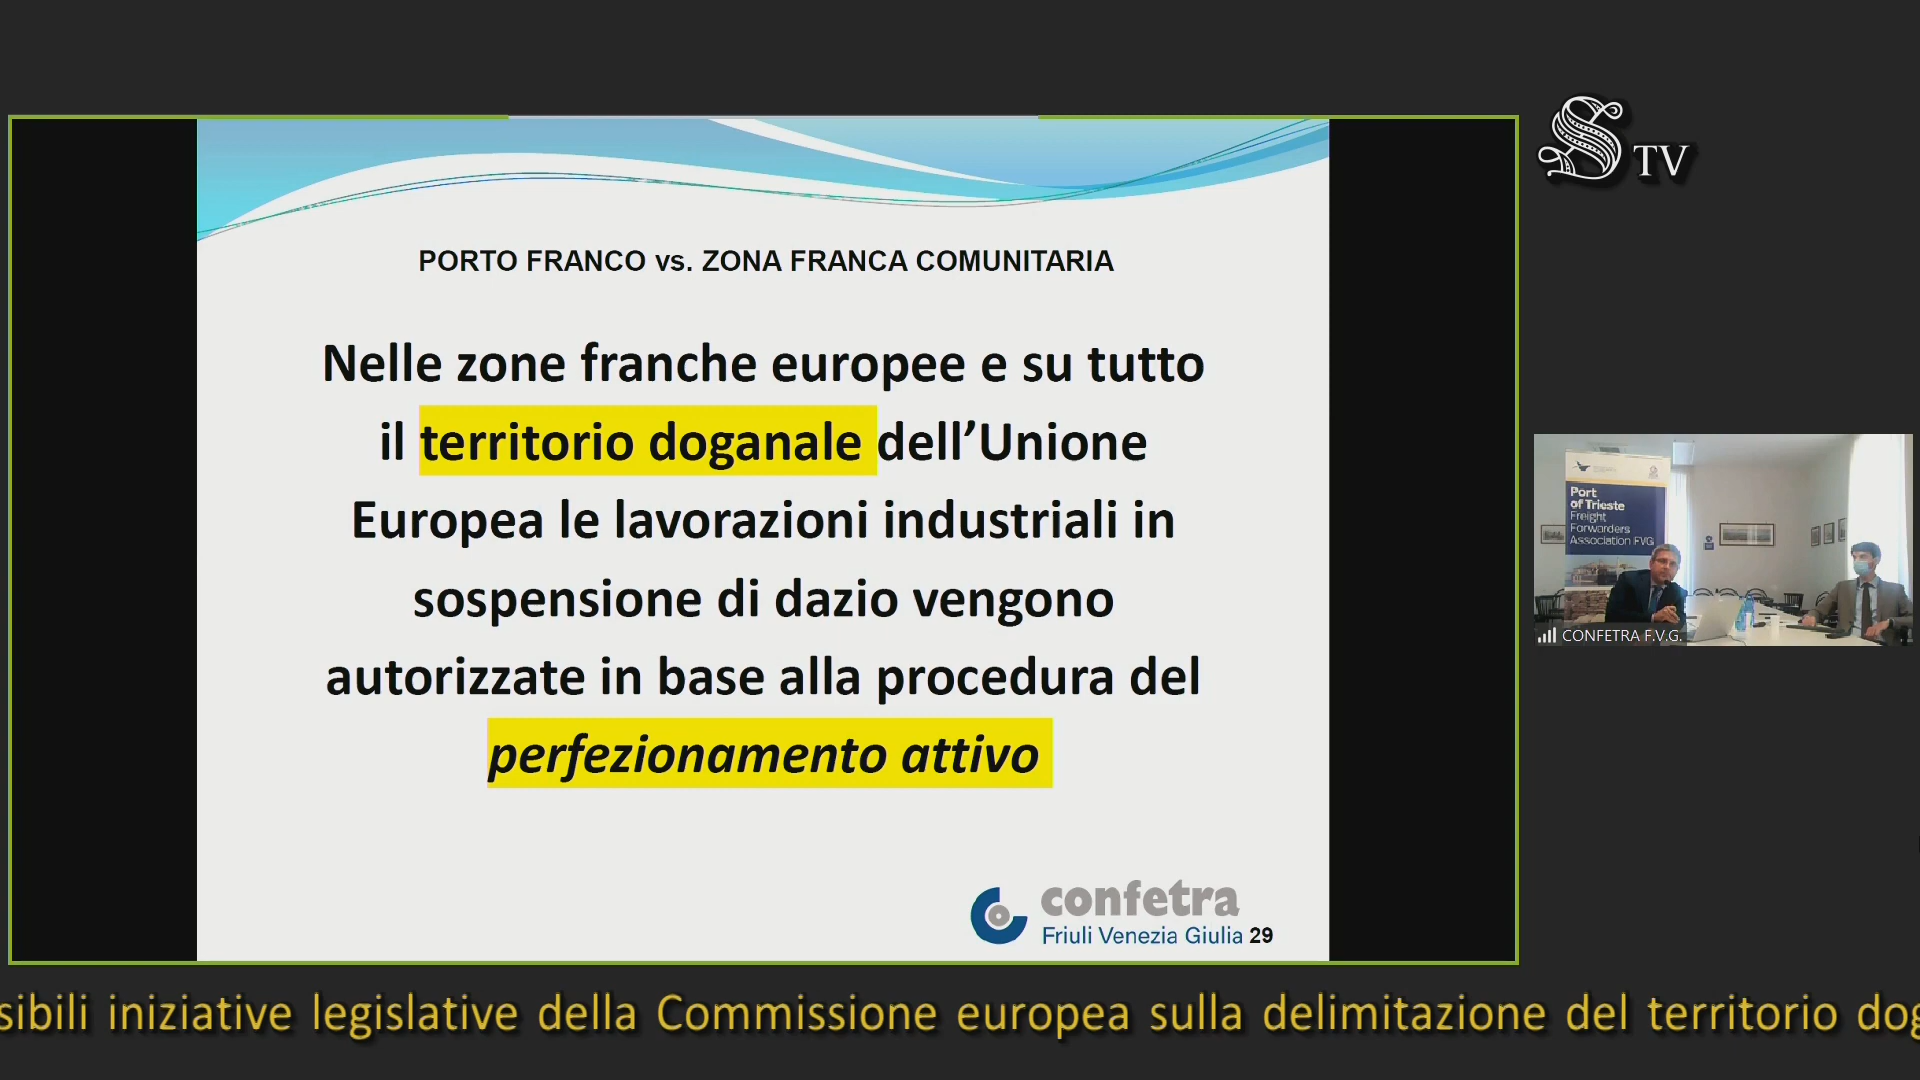 S TV
PORTO FRANCO vs. ZONA FRANCA COMUNITARIA
Nelle zone franche europee e su tutto
il territorio doganale dell’Unione
Europea le lavorazioni industriali in
sospensione di dazio vengono
autorizzate in base alla procedura del
perfezionamento attivo
confetra
Friuli Venezia Giulia 29
Port
of Trieste
Freight
Forwarders
Association FVG
CONFETRA F.V.G.
sibili iniziative legislative della Commissione europea sulla delimitazione del territorio dog